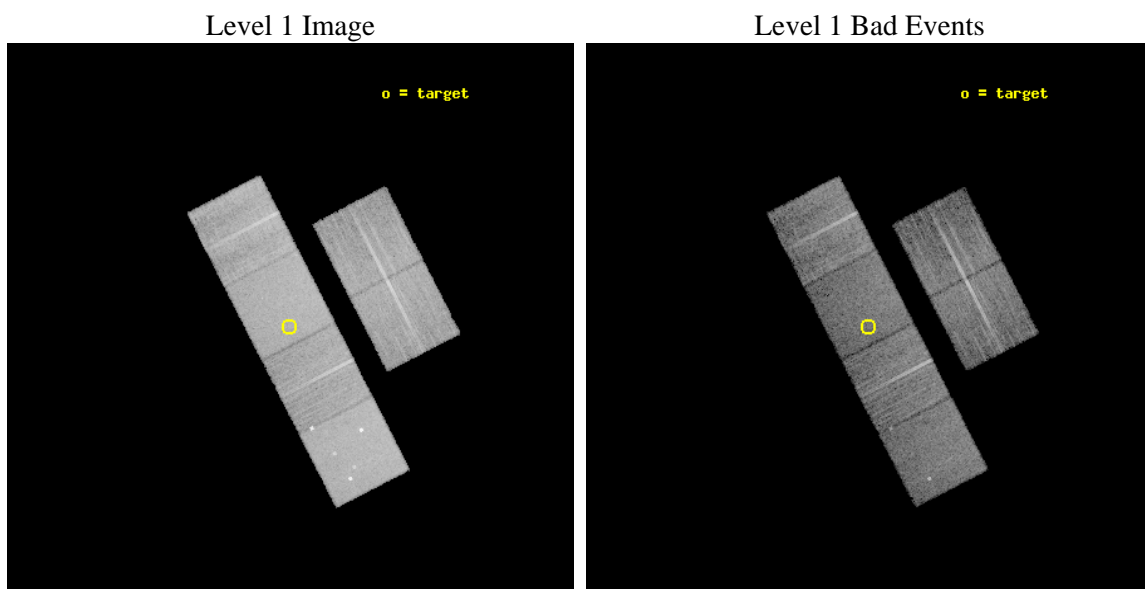 Level 1 Image
Level 1 Bad Events
o = target
o = target